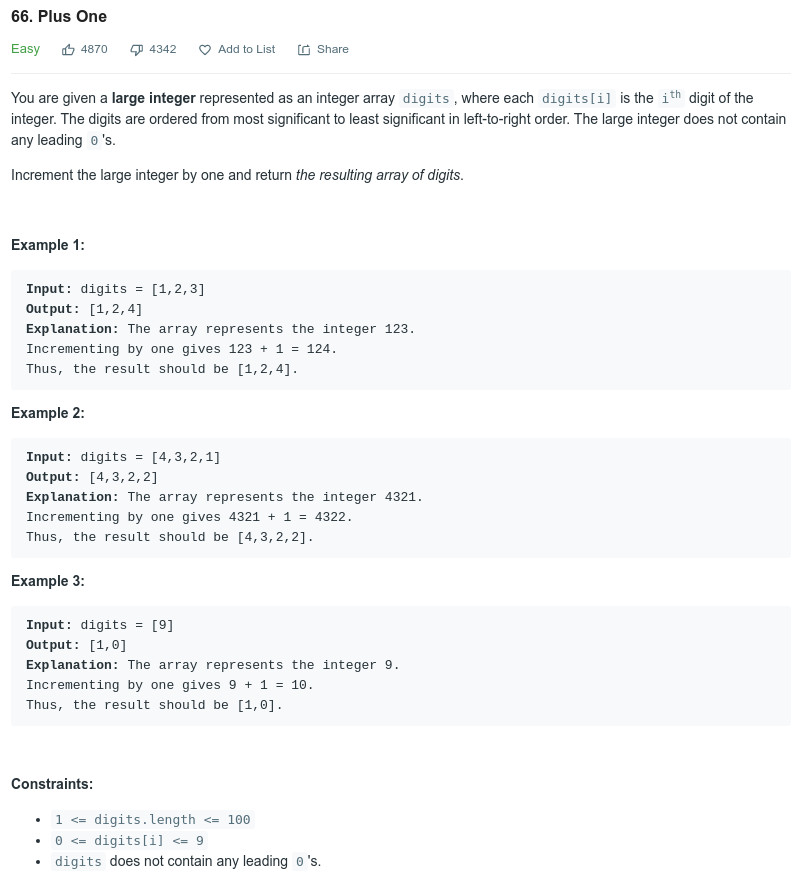 66. Plus One
Easy 4870 4342 Add to List Share
You are given a large integer represented as an integer array digits, where each digits[i] is the ith digit of the
integer. The digits are ordered from most significant to least significant in left-to-right order. The large integer does not contain
any leading 0's.
Increment the large integer by one and return the resulting array of digits.
Example 1:
Input: digits = [1,2,3]
Output: [1,2,4]
Explanation: The array represents the integer 123.
Incrementing by one gives 123 + 1 = 124.
Thus, the result should be [1,2,4].
Example 2:
Input: digits = [4,3,2,1]
Output: [4,3,2,2]
Explanation: The array represents the integer 4321.
Incrementing by one gives 4321 + 1 = 4322.
Thus, the result should be [4,3,2,2].
Example 3:
Input: digits = [9]
Output: [1,0]
Explanation: The array represents the integer 9.
Incrementing by one gives 9 + 1 = 10.
Thus, the result should be [1,0].
Constraints:
• 1 <= digits.length <= 100
• 0 <= digits[i] <= 9
• digits does not contain any leading 0's.